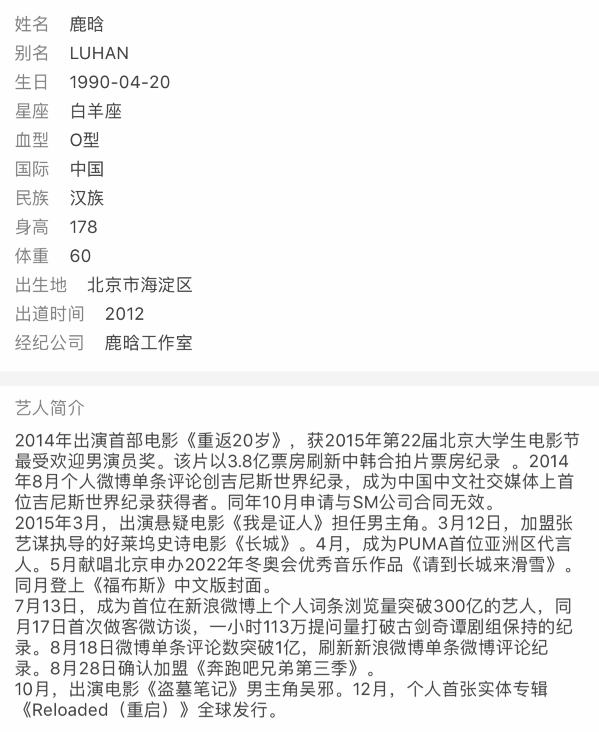 姓名 鹿晗
别名 LUHAN
生日 1990-04-20
星座 白羊座
血型 O型
国际 中国
民族 汉族
身高 178
体重 60
出生地 北京市海淀区
出道时间 2012
经纪公司 鹿晗工作室
艺人简介
2014年出演首部电影《重返20岁》，获2015年第22届北京大学生电影节
最受欢迎男演员奖。该片以3.8亿票房刷新中韩合拍片票房纪录 。2014
年8月个人微博单条评论创吉尼斯世界纪录，成为中国中文社交媒体上首
位吉尼斯世界纪录获得者。同年10月申请与SM公司合同无效。
2015年3月，出演悬疑电影《我是证人》担任男主角。3月12日，加盟张
艺谋执导的好莱坞史诗电影《长城》。4月，成为PUMA首位亚洲区代言
人。5月献唱北京申办2022年冬奥会优秀音乐作品《请到长城来滑雪》。
同月登上《福布斯》中文版封面。
7月13日，成为首位在新浪微博上个人词条浏览量突破300亿的艺人，同
月17日首次做客微访谈，一小时113万提问量打破古剑奇谭剧组保持的纪
录。8月18日微博单条评论数突破1亿，刷新新浪微博单条微博评论纪
录。8月28日确认加盟《奔跑吧兄弟第三季》。
10月，出演电影《盗墓笔记》男主角吴邪。12月，个人首张实体专辑
《Reloaded（重启）》全球发行。